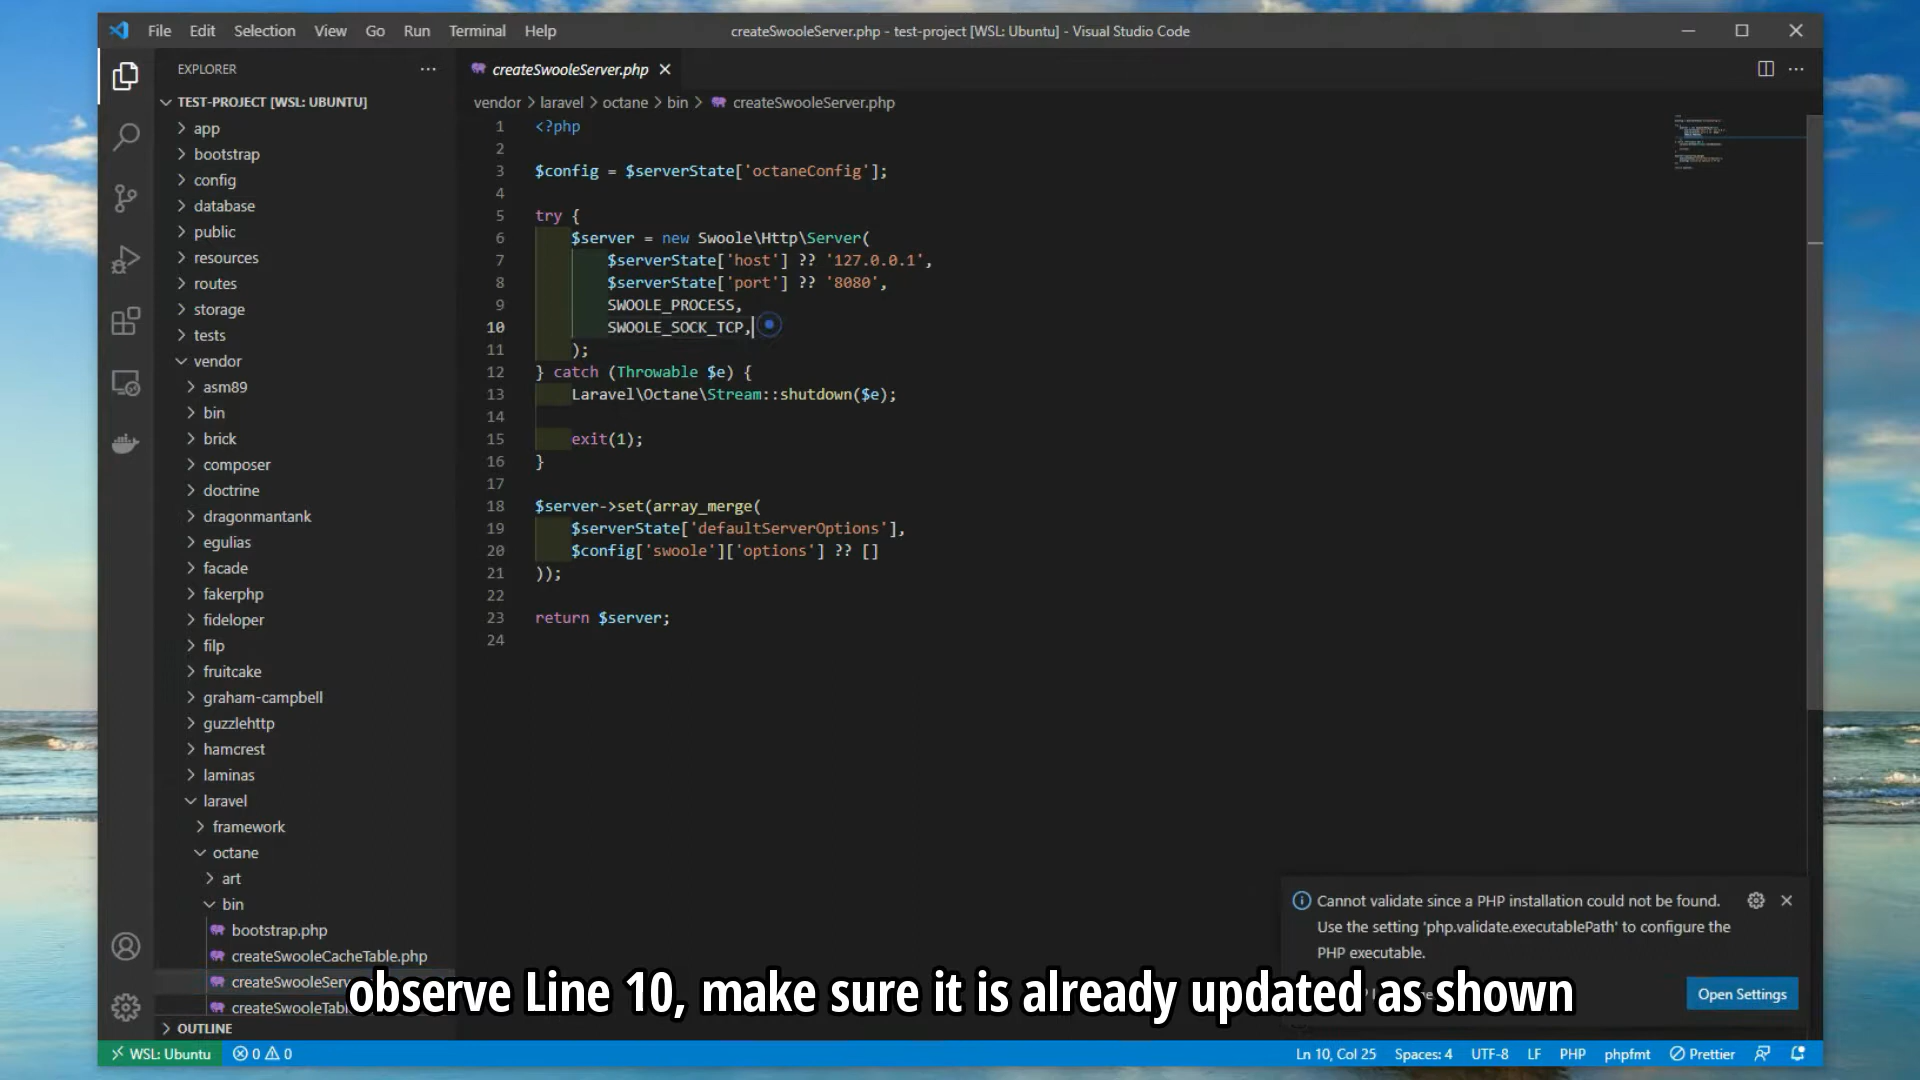 File Edit Selection View Go Run Terminal Help
createSwooleServer.php - test-project [WSL: Ubuntu] - Visual Studio Code
EXPLORER
TEST-PROJECT [WSL: UBUNTU]
app
bootstrap
config
database
public
resources
routes
storage
tests
vendor
asm89
bin
brick
composer
doctrine
dragonmantank
egulias
facade
fakerphp
fideloper
filp
fruitcake
graham-campbell
guzzlehttp
hamcrest
laminas
laravel
framework
octane
art
bin
bootstrap.php
createSwooleCacheTable.php
createSwooleServ
createSwooleTab
OUTLINE
createSwooleServer.php
vendor > laravel > octane > bin > createSwooleServer.php
1 <?php
2
3 $config = $serverState['octaneConfig'];
4
5 try {
6 $server = new Swoole\Http\Server(
7 $serverState['host'] ?? '127.0.0.1',
8 $serverState['port'] ?? '8080',
9 SWOOLE_PROCESS,
10 SWOOLE_SOCK_TCP,
11 );
12 } catch (Throwable $e) {
13 Laravel\Octane\Stream::shutdown($e);
14
15 exit(1);
16 }
17
18 $server->set(array_merge(
19 $serverState['defaultServerOptions'],
20 $config['swoole']['options'] ?? []
21 ));
22
23 return $server;
24
Cannot validate since a PHP installation could not be found.
Use the setting 'php.validate.executablePath' to configure the
PHP executable.
Open Settings
observe Line 10, make sure it is already updated as shown
WSL: Ubuntu 0 0 Ln 10, Col 25 Spaces: 4 UTF-8 LF PHP phpfmt Prettier